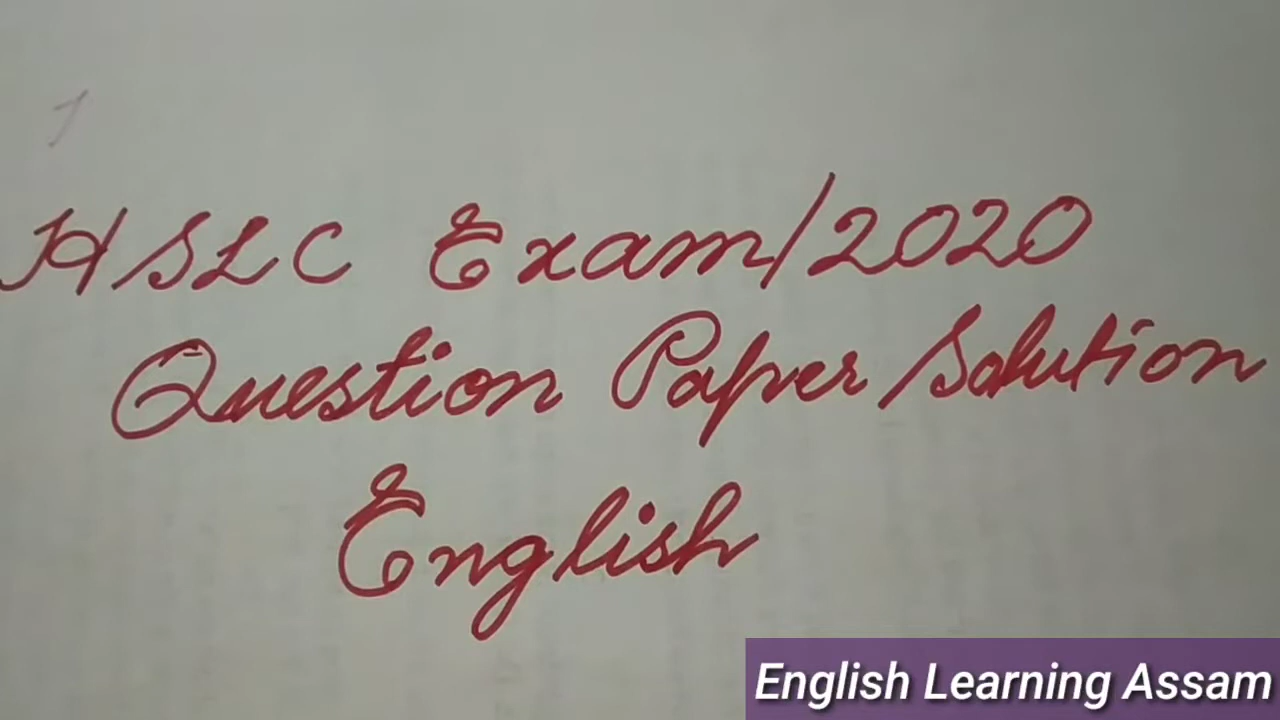 HSLC Exam/2020
Question Paper Solution
English
English Learning Assam